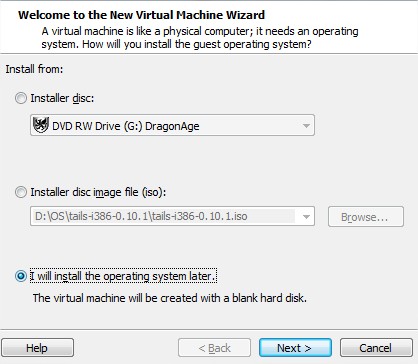 Welcome to the New Virtual Machine Wizard
A virtual machine is like a physical computer; it needs an operating
system. How will you install the guest operating system?
Install from:
Installer disc:
DVD RW Drive (G:) DragonAge
Installer disc image file (iso):
D:\OS\tails-i386-0.10.1\tails-i386-0.10.1.iso
Browse...
I will install the operating system later.
The virtual machine will be created with a blank hard disk.
Help
< Back
Next >
Cancel